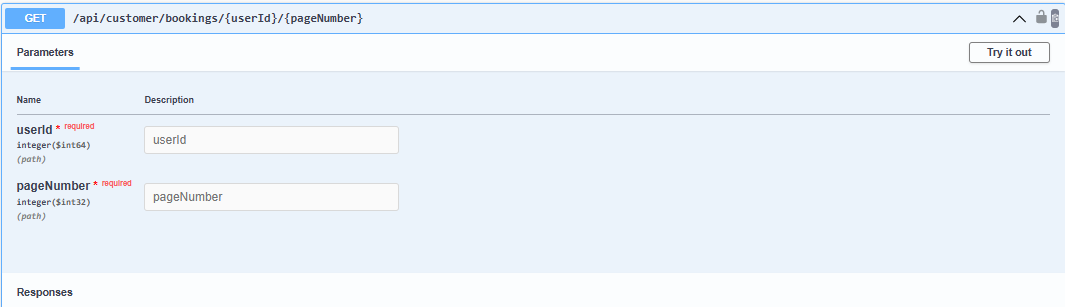 GET /api/customer/bookings/{userId}/{pageNumber}
Parameters Try it out
Name Description
userId * required
integer($int64) userId
(path)
pageNumber * required
integer($int32) pageNumber
(path)
Responses